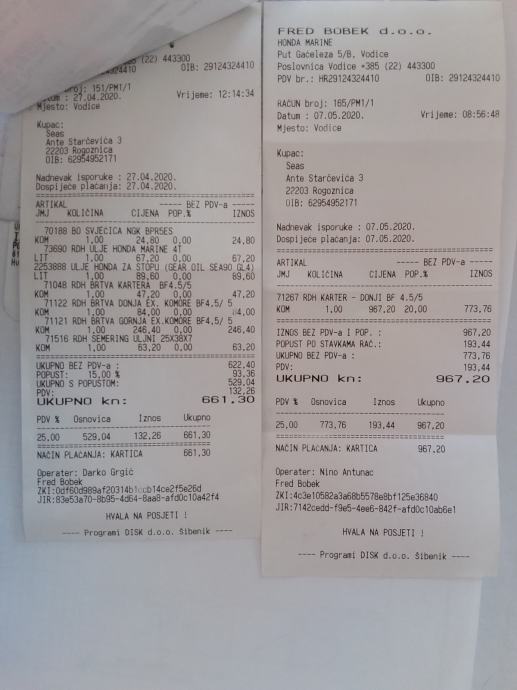 (22) 443300
24410 OIB: 29124324410
broj: 151/PM1/1
: 27.04.2020. Vrijeme: 12:14:34
Mjesto: Vodice
Kupac:
Seas
Ante Starčevića 3
22203 Rogoznica
OIB: 62954952171
Nadnevak isporuke : 27.04.2020.
Dospijeće plaćanja: 27.04.2020.
ARTIKAL ----- BEZ PDV-a -----
JMJ KOLIČINA CIJENA POP.% IZNOS
70188 BO SVJEĆICA NGK BPR5ES
KOM 1,00 24,80 0,00 24,80
73690 RDH ULJE HONDA MARINE 4T
LIT 1,00 67,20 0,00 67,20
2253888 ULJE HONDA ZA STOPU (GEAR OIL SEA90 GL4)
LIT 1,00 89,60 0,00 89,60
71048 RDH BRTVA KARTERA BF4.5/5
KOM 1,00 47,20 0,00 47,20
71122 RDH BRTVA DONJA EX. KOMORE BF4,5/ 5
KOM 1,00 84,00 0,00 84,00
71121 RDH BRTVA GORNJA EX.KOMORE BF4,5/ 5
KOM 1,00 246,40 0,00 246,40
71516 RDH SEMERING ULJNI 25X38X7
KOM 1,00 63,20 0,00 63,20
UKUPNO BEZ PDV-a : 622,40
POPUST: 15,00 % 93,36
UKUPNO S POPUSTOM: 529,04
PDV: 132,26
UKUPNO kn: 661.30
PDV % Osnovica Iznos Ukupno
25,00 529,04 132,26 661,30
NAČIN PLAĆANJA: KARTICA 661,30
Operater: Darko Grgić
Fred Bobek
JIR:83e53a70-8b95-4d64-8aa8-afd0c10a42f4
HVALA NA POSJETI !
---- Programi DISK d.o.o. Šibenik ----
FRED BOBEK d.o.o.
HONDA MARINE
Put Gaćeleza 5/B, Vodice
Poslovnica Vodice +385 (22) 443300
PDV br.: HR29124324410 OIB: 29124324410
RAČUN broj: 165/PM1/1
Datum : 07.05.2020. Vrijeme: 08:56:48
Mjesto: Vodice
Kupac:
Seas
Ante Starčevića 3
22203 Rogoznica
OIB: 62954952171
Nadnevak isporuke : 07.05.2020.
Dospijeće plaćanja: 07.05.2020.
ARTIKAL ----- BEZ PDV-a -----
JMJ KOLIČINA CIJENA POP.% IZNOS
71267 RDH KARTER - DONJI BF 4.5/5
KOM 1,00 967,20 20,00 773,76
IZNOS BEZ PDV-a I POP. : 967,20
POPUST PO STAVKAMA RAČ.: 193,44
UKUPNO BEZ PDV-a : 773,76
PDV: 193,44
UKUPNO kn: 967.20
PDV % Osnovica Iznos Ukupno
25,00 773,76 193,44 967,20
NAČIN PLAĆANJA: KARTICA 967,20
Operater: Nino Antunac
Fred Bobek
ZKI:4c3e10582a3a68b5578e8bf125e36840
JIR:7142cedd-f9e5-4ee6-842f-afd0c10ab6e1
HVALA NA POSJETI !
---- Programi DISK d.o.o. Šibenik ----